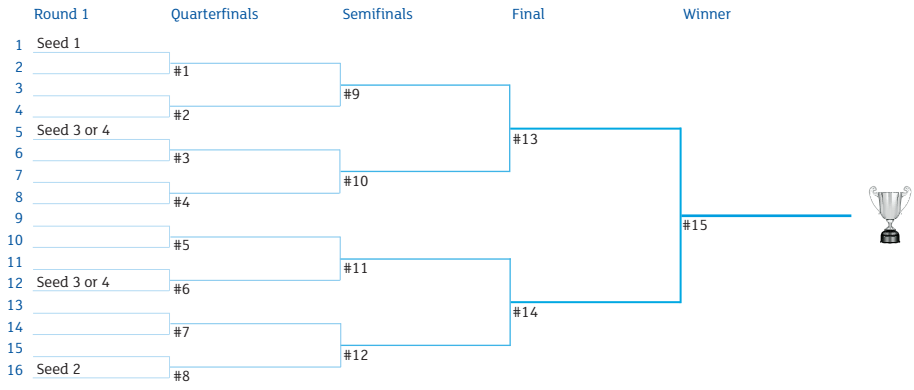 Round 1 Quarterfinals Semifinals Final Winner
1 Seed 1
2 #1
3 #9
4 #2
5 Seed 3 or 4 #13
6 #3
7 #10
8 #4
9 #15
10 #5
11 #11
12 Seed 3 or 4 #6
13 #14
14 #7
15 #12
16 Seed 2 #8